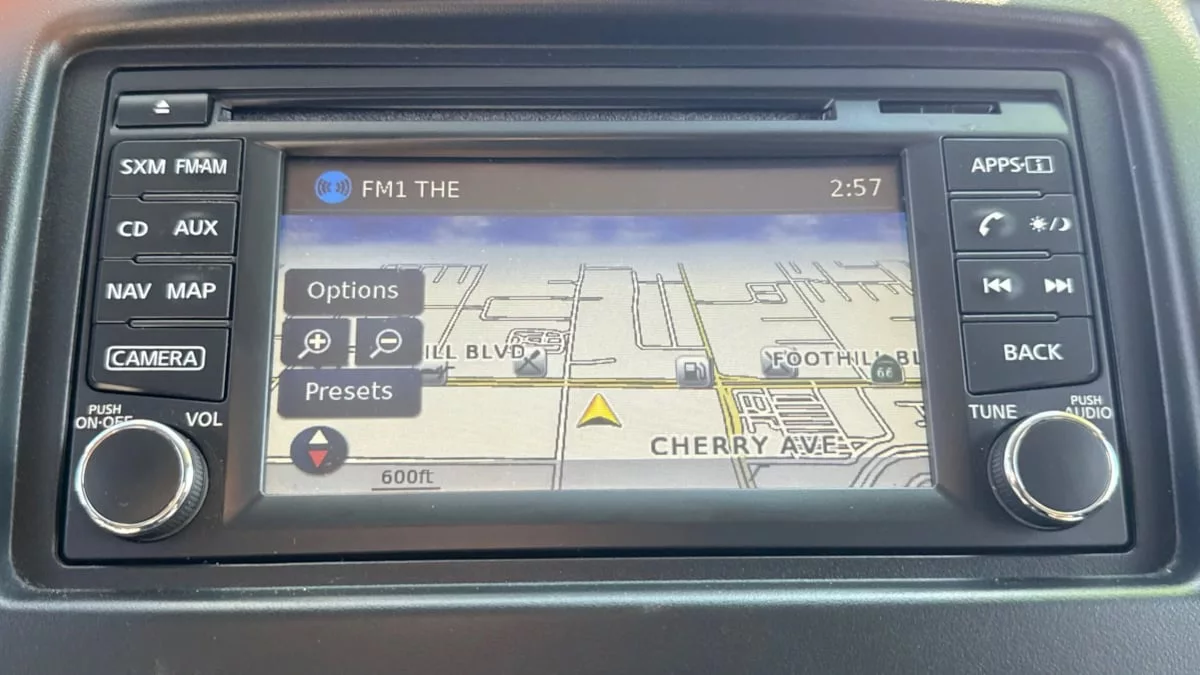 SXM FM·AM
CD AUX
NAV MAP
CAMERA
PUSH
ON·OFF
VOL
FM1 THE
2:57
Options
ILL BLVD
FOOTHILL BL
66
Presets
CHERRY AVE
600ft
APPS·i
BACK
TUNE
PUSH
AUDIO